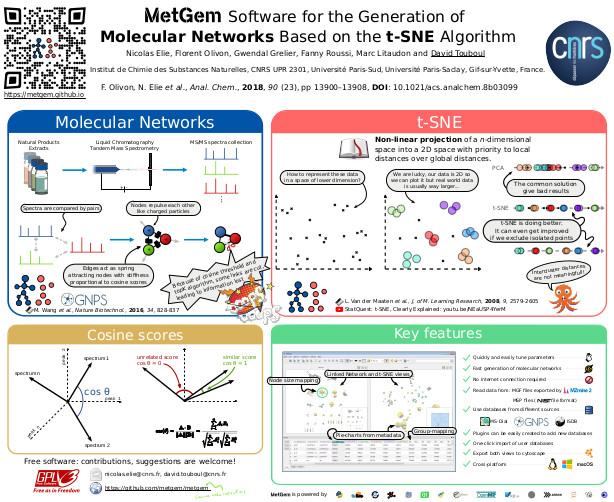 MetGem Software for the Generation of
Molecular Networks Based on the t-SNE Algorithm
Nicolas Elie, Florent Olivon, Gwendal Grelier, Fanny Roussi, Marc Litaudon and David Touboul
Institut de Chimie des Substances Naturelles, CNRS UPR 2301, Université Paris-Sud, Université Paris-Saclay, Gif-sur-Yvette, France.
F. Olivon, N. Elie et al., Anal. Chem., 2018, 90 (23), pp 13900–13908, DOI: 10.1021/acs.analchem.8b03099
https://metgem.github.io
cnrs
Molecular Networks
Natural Products
Extracts
Liquid Chromatography
Tandem Mass Spectrometry
MS/MS spectra collection
Spectra are compared by pairs
Nodes repulse each other
like charged particles
Edges act as spring
attracting nodes with stiffness
proportional to cosine scores
Because of cosine threshold and
topK algorithm, some links are cut
leading to information lost
GNPS
M. Wang et al., Nature Biotechnol., 2016, 34, 828-837
t-SNE
Non-linear projection of a n-dimensional
space into a 2D space with priority to local
distances over global distances.
How to represent these data
in a space of lower dimension?
We are lucky, our data is 2D so
we can plot it but real world data
is usually way larger...
PCA
The common solution
give bad results
t-SNE
t-SNE is doing better.
It can even get improved
if we exclude isolated points
Intercluster distances
are not meaningful!
L. Van der Maaten et al., J. of M. Learning Research, 2008, 9, 2579-2605
StatQuest: t-SNE, Clearly Explained: youtu.be/NEaUSP4YerM
Cosine scores
spectrum n
spectrum 1
peak 2
peak 1
cos θ
spectrum 2
unrelated score
cos θ ≈ 0
similar score
cos θ ≈ 1
Free software: contributions, suggestions are welcome!
GPL v3
Free as in Freedom
nicolas.elie@cnrs.fr, david.touboul@cnrs.fr
https://github.com/metgem/metgem
Key features
Linked Network and t-SNE views
Node size mapping
Pie-charts from metadata
Group-mapping
Quickly and easily tune parameters
Fast generation of molecular networks
No internet connection required
Read data from: MGF files exported by MZmine 2
MSP files (NIST file format)
Use databases from different sources
MS-Dial GNPS ISDB
Plugins can be easily created to add new databases
One click import of user databases
Export both views to cytoscape
Cross platform
macOS
MetGem is powered by